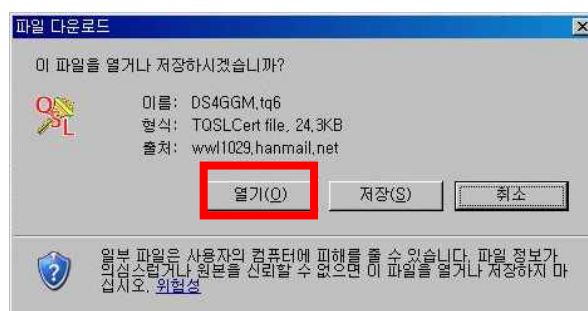 파일 다운로드
이 파일을 열거나 저장하시겠습니까?
QSL
이름: DS4GGM.tq6
형식: TQSLCert file, 24.3KB
출처: wwl1029.hanmail.net
열기(O) 저장(S) 취소
일부 파일은 사용자의 컴퓨터에 피해를 줄 수 있습니다. 파일 정보가
의심스럽거나 원본을 신뢰할 수 없으면 이 파일을 열거나 저장하지 마
십시오. 위험성